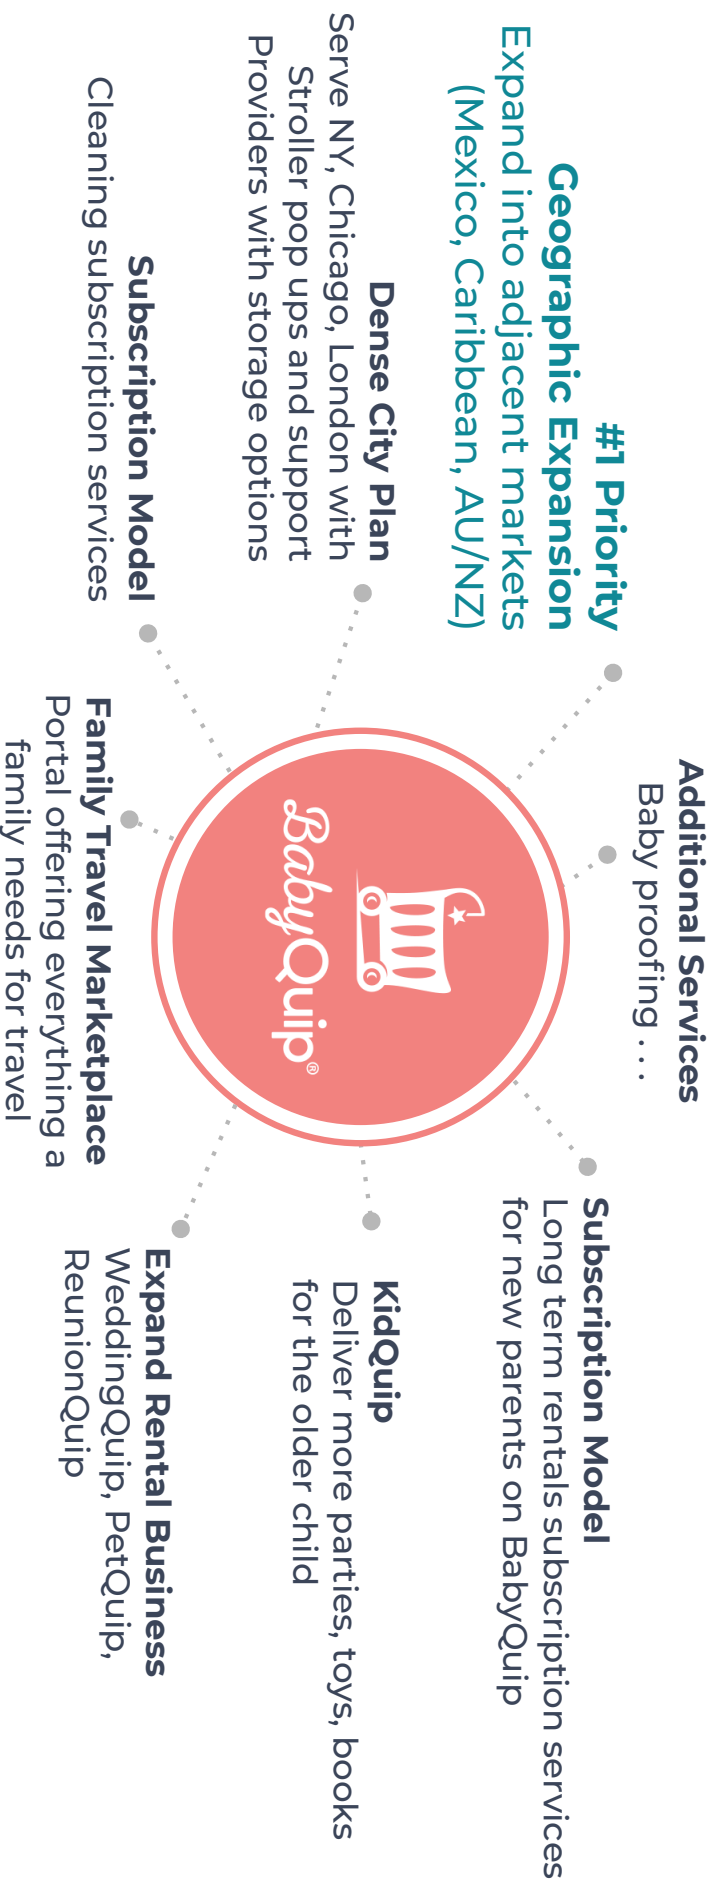 Additional Services
Baby proofing . . .
#1 Priority
Geographic Expansion
Expand into adjacent markets
(Mexico, Caribbean, AU/NZ)
Subscription Model
Long term rentals subscription services
for new parents on BabyQuip
Dense City Plan
Serve NY, Chicago, London with
Stroller pop ups and support
Providers with storage options
BabyQuip®
KidQuip
Deliver more parties, toys, books
for the older child
Subscription Model
Cleaning subscription services
Expand Rental Business
WeddingQuip, PetQuip,
ReunionQuip
Family Travel Marketplace
Portal offering everything a
family needs for travel